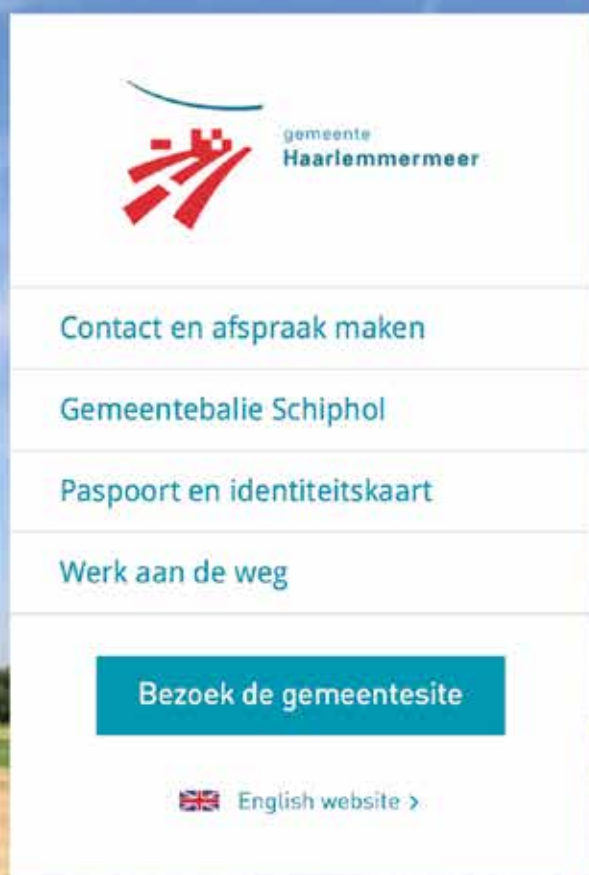 gemeente
Haarlemmermeer
Contact en afspraak maken
Gemeentebalie Schiphol
Paspoort en identiteitskaart
Werk aan de weg
Bezoek de gemeentesite
English website >